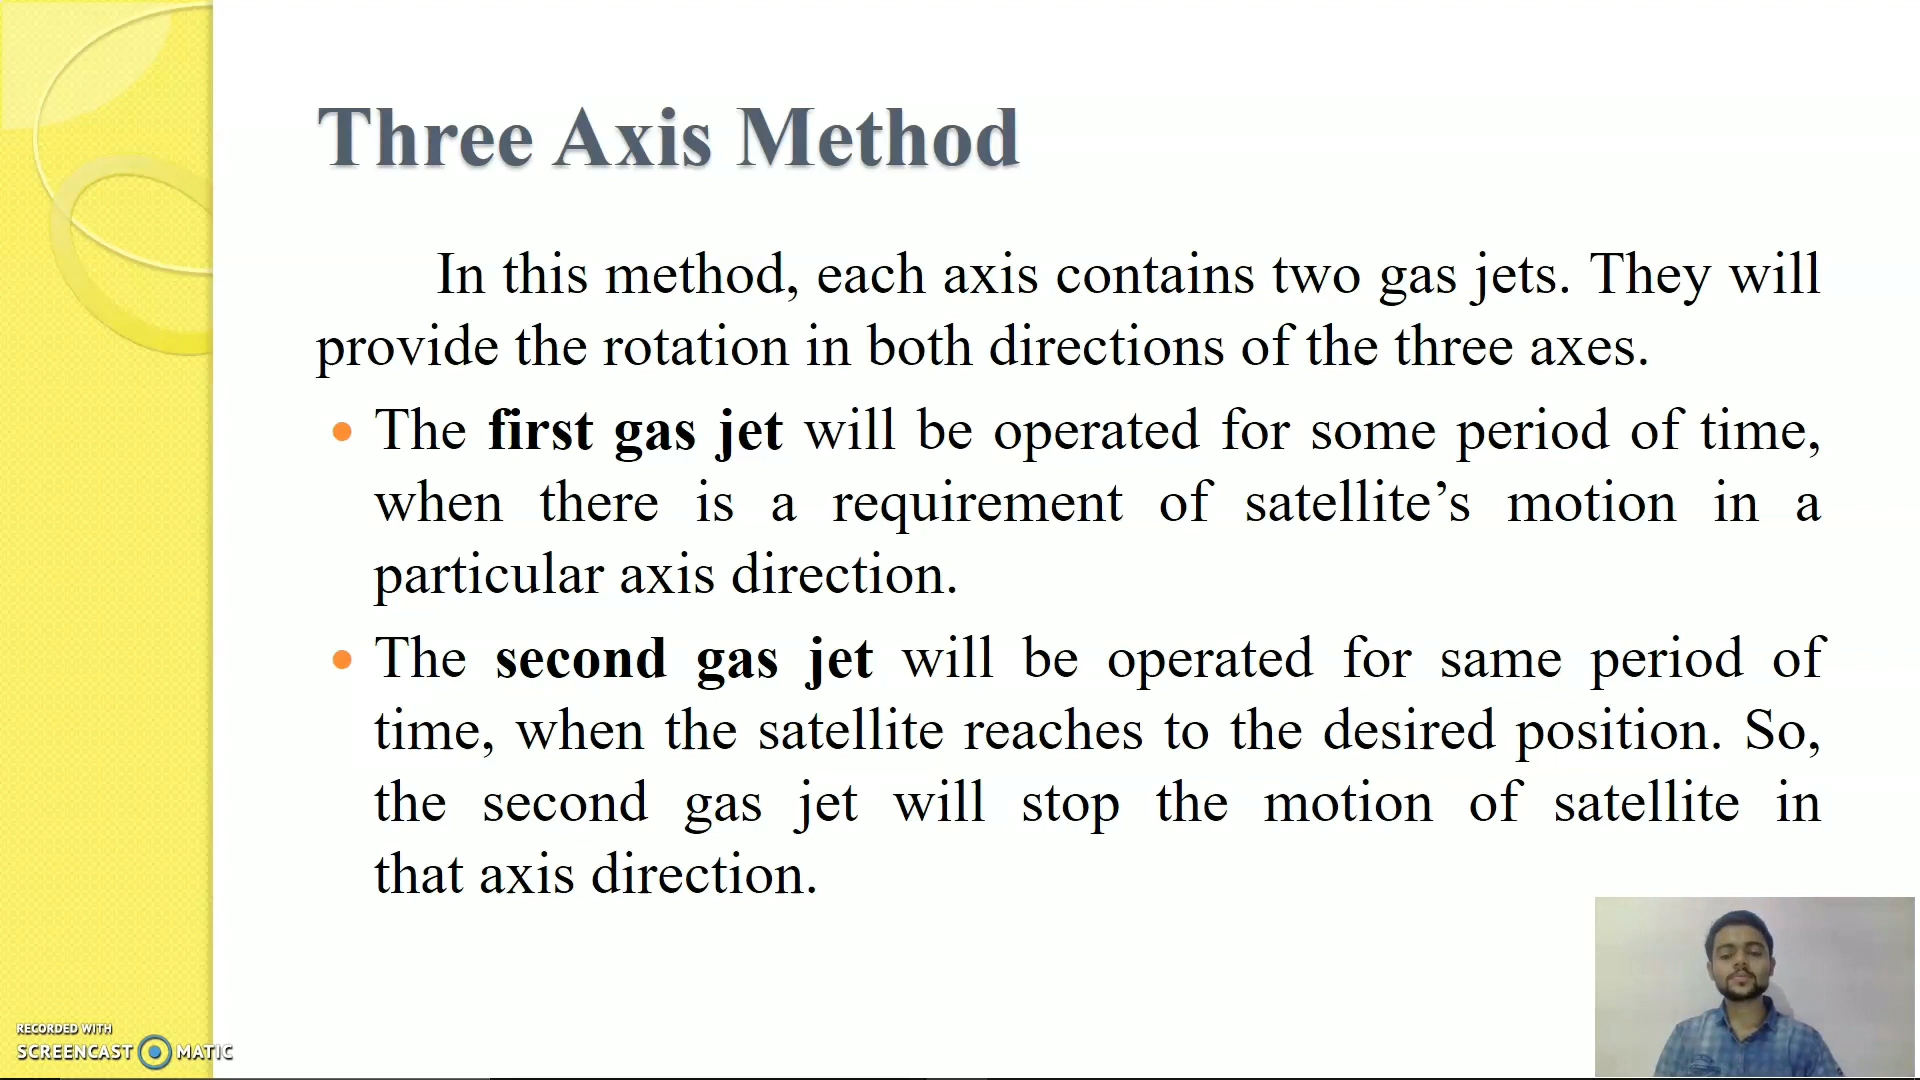 Three Axis Method
In this method, each axis contains two gas jets. They will
provide the rotation in both directions of the three axes.
• The first gas jet will be operated for some period of time,
when there is a requirement of satellite’s motion in a
particular axis direction.
• The second gas jet will be operated for same period of
time, when the satellite reaches to the desired position. So,
the second gas jet will stop the motion of satellite in
that axis direction.
RECORDED WITH
SCREENCAST MATIC